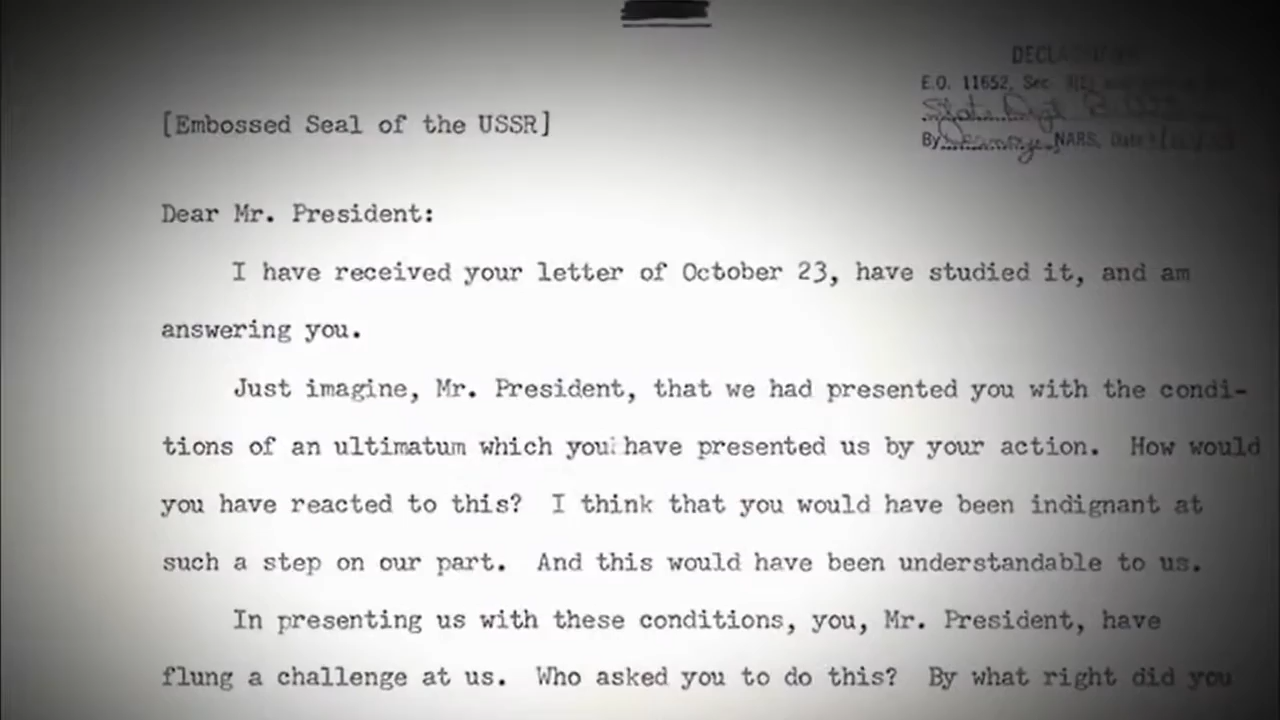 [Embossed Seal of the USSR]
E.O. 11652, Sec.
By NARS, Date
Dear Mr. President:
I have received your letter of October 23, have studied it, and am
answering you.
Just imagine, Mr. President, that we had presented you with the condi-
tions of an ultimatum which you have presented us by your action. How would
you have reacted to this? I think that you would have been indignant at
such a step on our part. And this would have been understandable to us.
In presenting us with these conditions, you, Mr. President, have
flung a challenge at us. Who asked you to do this? By what right did you